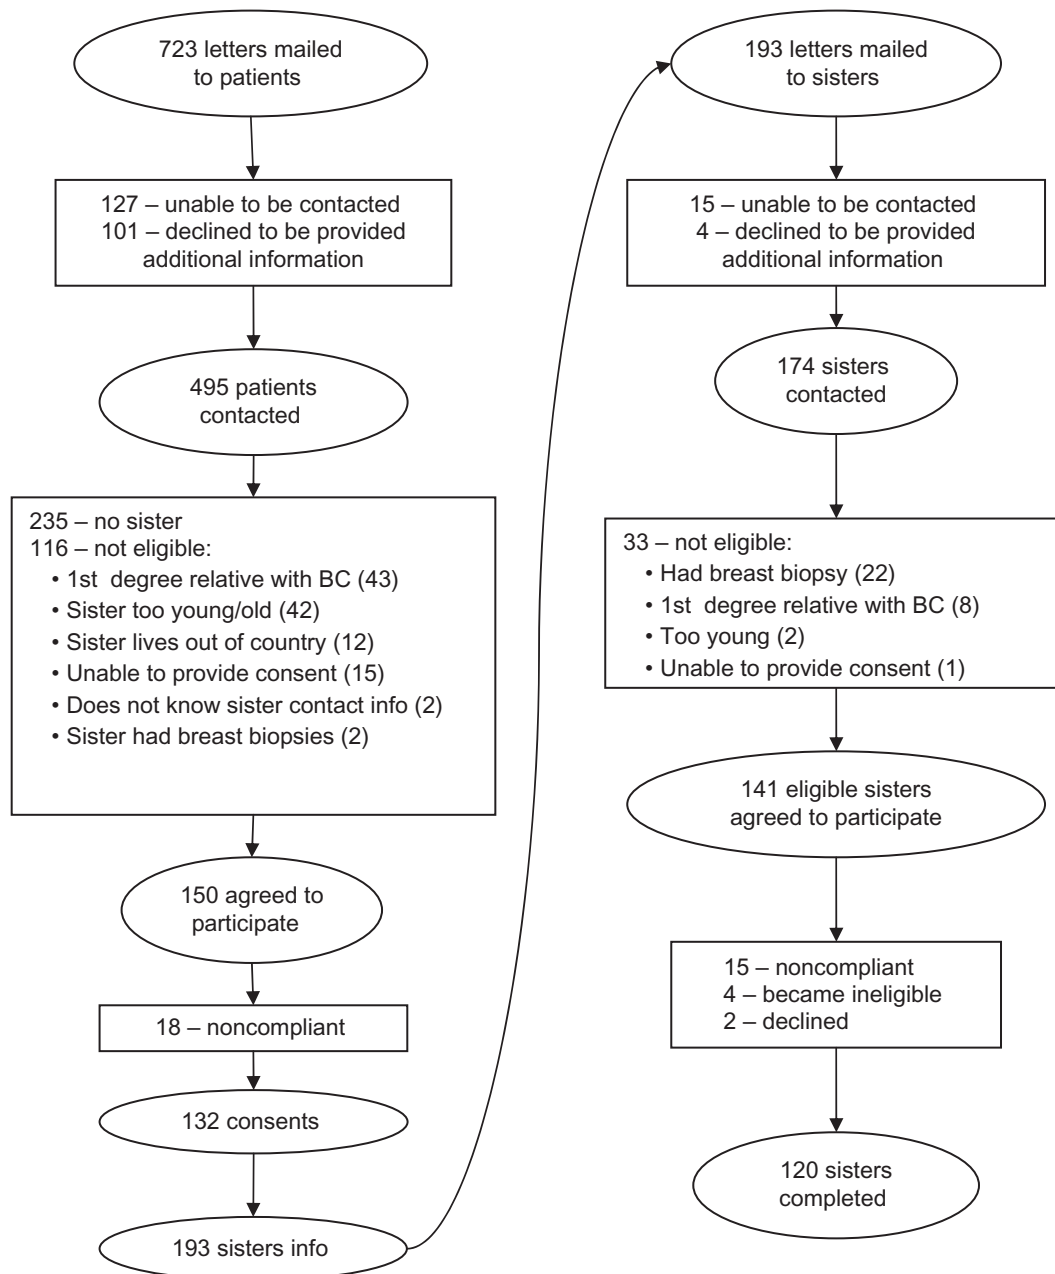 723 letters mailed
to patients
127 – unable to be contacted
101 – declined to be provided
additional information
495 patients
contacted
235 – no sister
116 – not eligible:
• 1st degree relative with BC (43)
• Sister too young/old (42)
• Sister lives out of country (12)
• Unable to provide consent (15)
• Does not know sister contact info (2)
• Sister had breast biopsies (2)
150 agreed to
participate
18 – noncompliant
132 consents
193 sisters info
193 letters mailed
to sisters
15 – unable to be contacted
4 – declined to be provided
additional information
174 sisters
contacted
33 – not eligible:
• Had breast biopsy (22)
• 1st degree relative with BC (8)
• Too young (2)
• Unable to provide consent (1)
141 eligible sisters
agreed to participate
15 – noncompliant
4 – became ineligible
2 – declined
120 sisters
completed